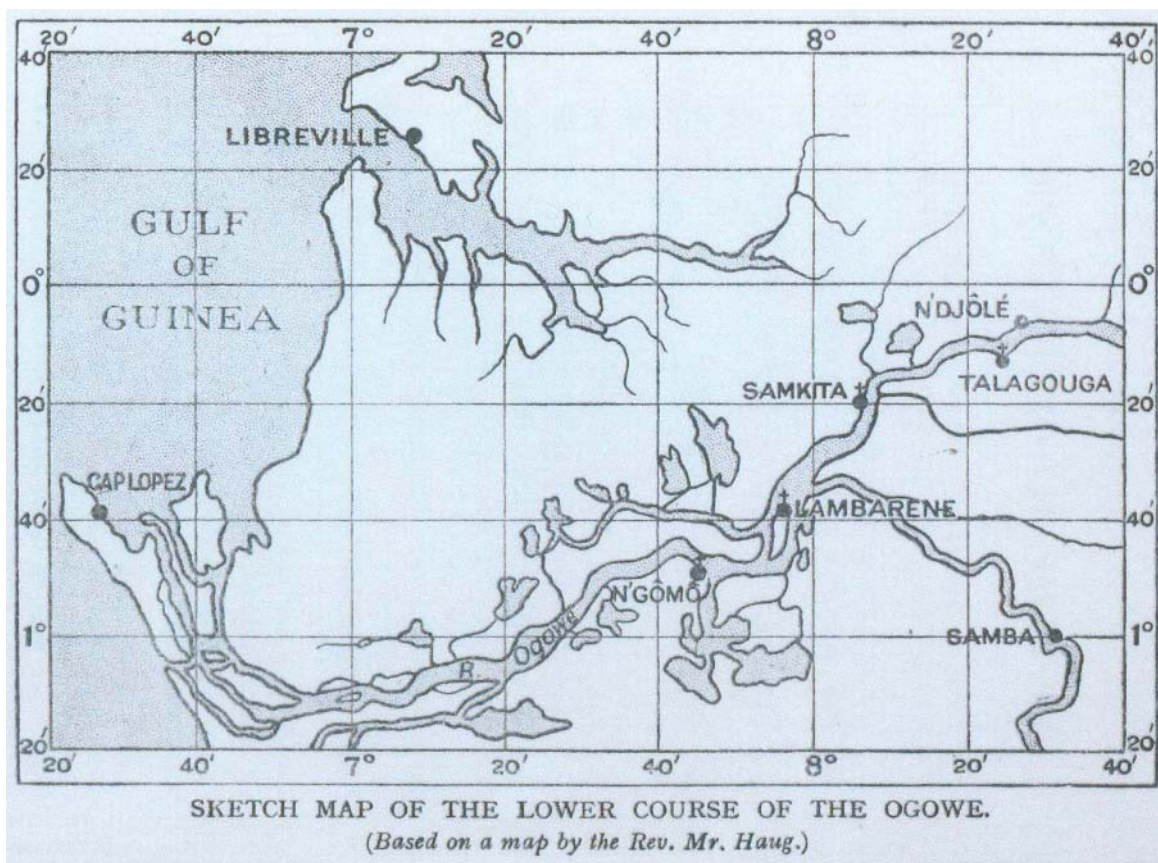 20′ 40′ 7° 20′ 40′ 8° 20′ 40′
40′ 40′
LIBREVILLE
20′ 20′
GULF
OF
GUINEA
0° 0°
N'DJÔLÉ
TALAGOUGA
SAMKITA
20′ 20′
CAP LOPEZ
40′ LAMBARENE 40′
N'GÔMÔ
1° SAMBA 1°
R. Ogowe
20′ 20′
20′ 40′ 7° 20′ 40′ 8° 20′ 40′
SKETCH MAP OF THE LOWER COURSE OF THE OGOWE.
(Based on a map by the Rev. Mr. Haug.)